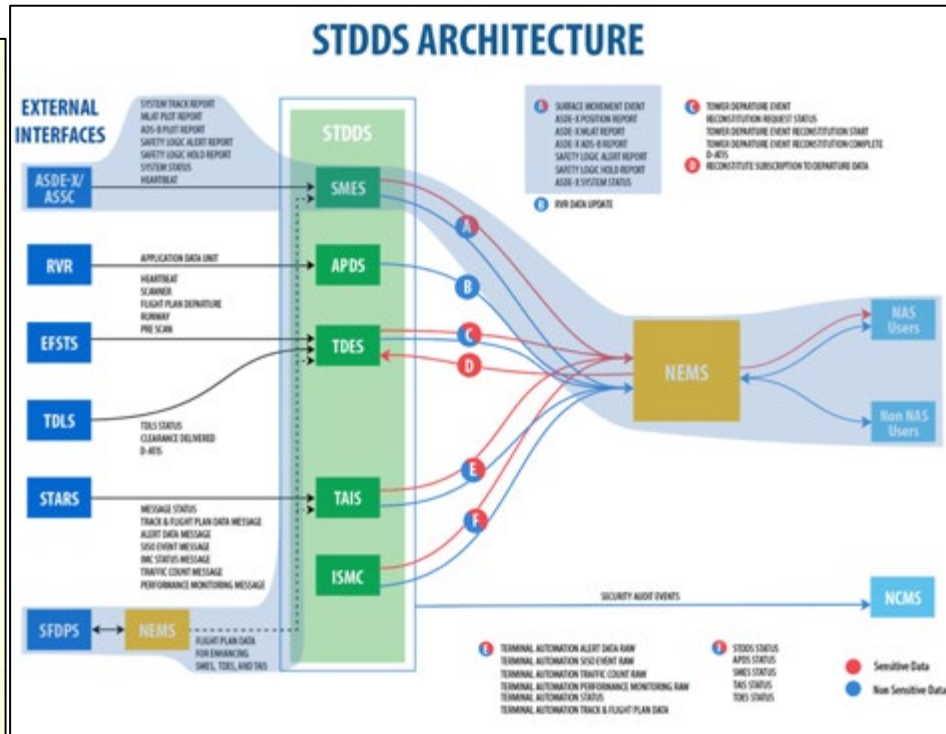 STDDS ARCHITECTURE
EXTERNAL
INTERFACES
SYSTEM TRACK REPORT
MLAT PLOT REPORT
ADS-B PLOT REPORT
SAFETY LOGIC ALERT REPORT
SAFETY LOGIC HOLD REPORT
SYSTEM STATUS
HEARTBEAT
ASDE-X/
ASSC
RVR
APPLICATION DATA UNIT
HEARTBEAT
SCANNER
FLIGHT PLAN DEPARTURE
RUNWAY
PRE SCAN
EFSTS
TDLS
TDLS STATUS
CLEARANCE DELIVERED
D-ATIS
STARS
MESSAGE STATUS
TRACK & FLIGHT PLAN DATA MESSAGE
ALERT DATA MESSAGE
SISO EVENT MESSAGE
IMC STATUS MESSAGE
TRAFFIC COUNT MESSAGE
PERFORMANCE MONITORING MESSAGE
SFDPS
NEMS
FLIGHT PLAN DATA
FOR ENHANCING
SMES, TDES, AND TAIS
STDDS
SMES
APDS
TDES
TAIS
ISMC
A
B
C
D
E
F
A SURFACE MOVEMENT EVENT
ASDE-X POSITION REPORT
ASDE-X MLAT REPORT
ASDE-X ADS-B REPORT
SAFETY LOGIC ALERT REPORT
SAFETY LOGIC HOLD REPORT
ASDE-X SYSTEM STATUS
B RVR DATA UPDATE
C TOWER DEPARTURE EVENT
RECONSTITUTION REQUEST STATUS
TOWER DEPARTURE EVENT RECONSTITUTION START
TOWER DEPARTURE EVENT RECONSTITUTION COMPLETE
D-ATIS
D RECONSTITUTE SUBSCRIPTION TO DEPARTURE DATA
NEMS
NAS
Users
Non NAS
Users
SECURITY AUDIT EVENTS
NCMS
E TERMINAL AUTOMATION ALERT DATA RAW
TERMINAL AUTOMATION SISO EVENT RAW
TERMINAL AUTOMATION TRAFFIC COUNT RAW
TERMINAL AUTOMATION PERFORMANCE MONITORING RAW
TERMINAL AUTOMATION STATUS
TERMINAL AUTOMATION TRACK & FLIGHT PLAN DATA
STDDS STATUS
APDS STATUS
SMES STATUS
TAIS STATUS
TDES STATUS
Sensitive Data
Non Sensitive Data